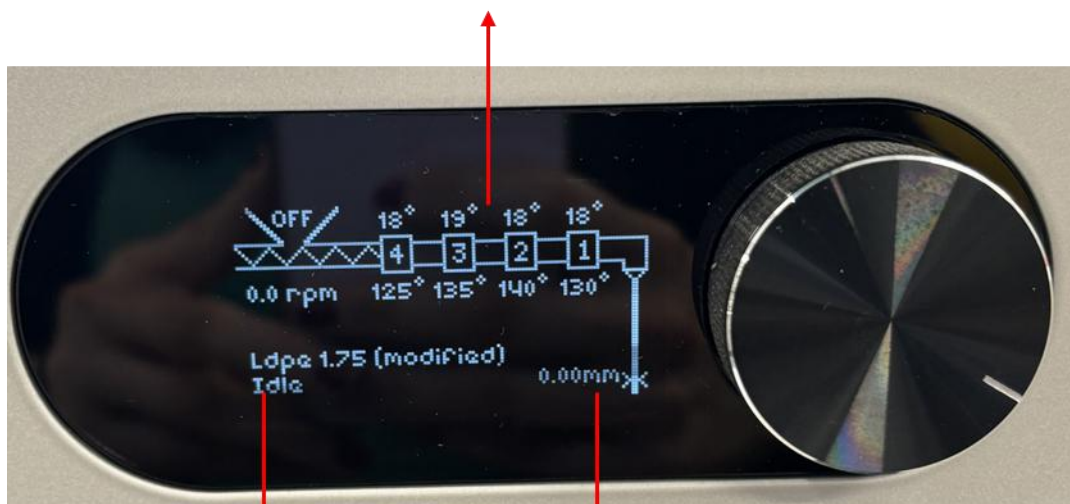 OFF 18° 19° 18° 18°
4 3 2 1
0.0 rpm 125° 135° 140° 130°
Ldpe 1.75 (modified)
Idle
0.00mm